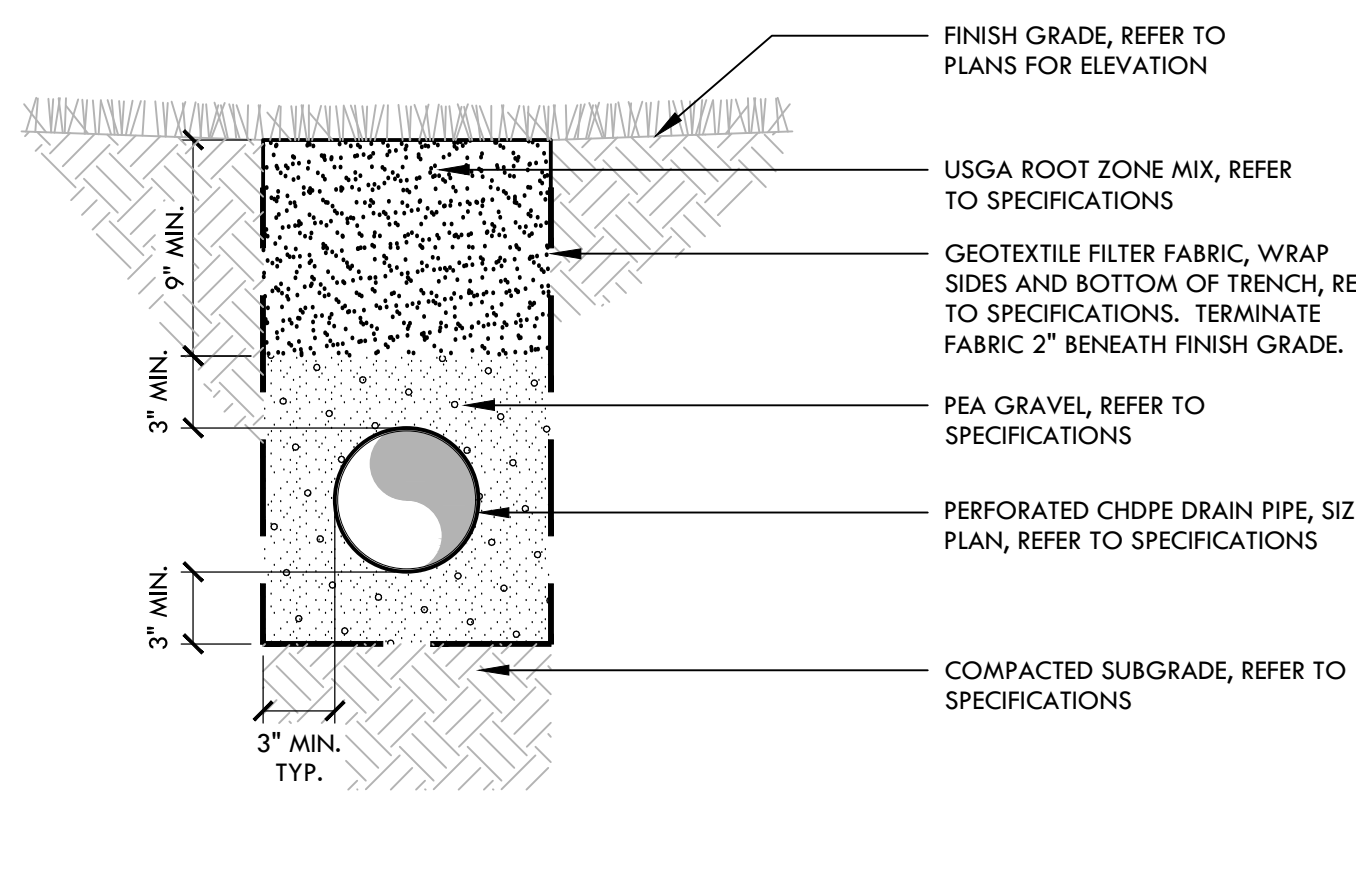 FINISH GRADE, REFER TO
PLANS FOR ELEVATION
USGA ROOT ZONE MIX, REFER
TO SPECIFICATIONS
GEOTEXTILE FILTER FABRIC, WRAP
SIDES AND BOTTOM OF TRENCH, RE
TO SPECIFICATIONS. TERMINATE
FABRIC 2" BENEATH FINISH GRADE.
PEA GRAVEL, REFER TO
SPECIFICATIONS
PERFORATED CHDPE DRAIN PIPE, SIZ
PLAN, REFER TO SPECIFICATIONS
COMPACTED SUBGRADE, REFER TO
SPECIFICATIONS
9" MIN.
3" MIN.
3" MIN.
3" MIN.
TYP.